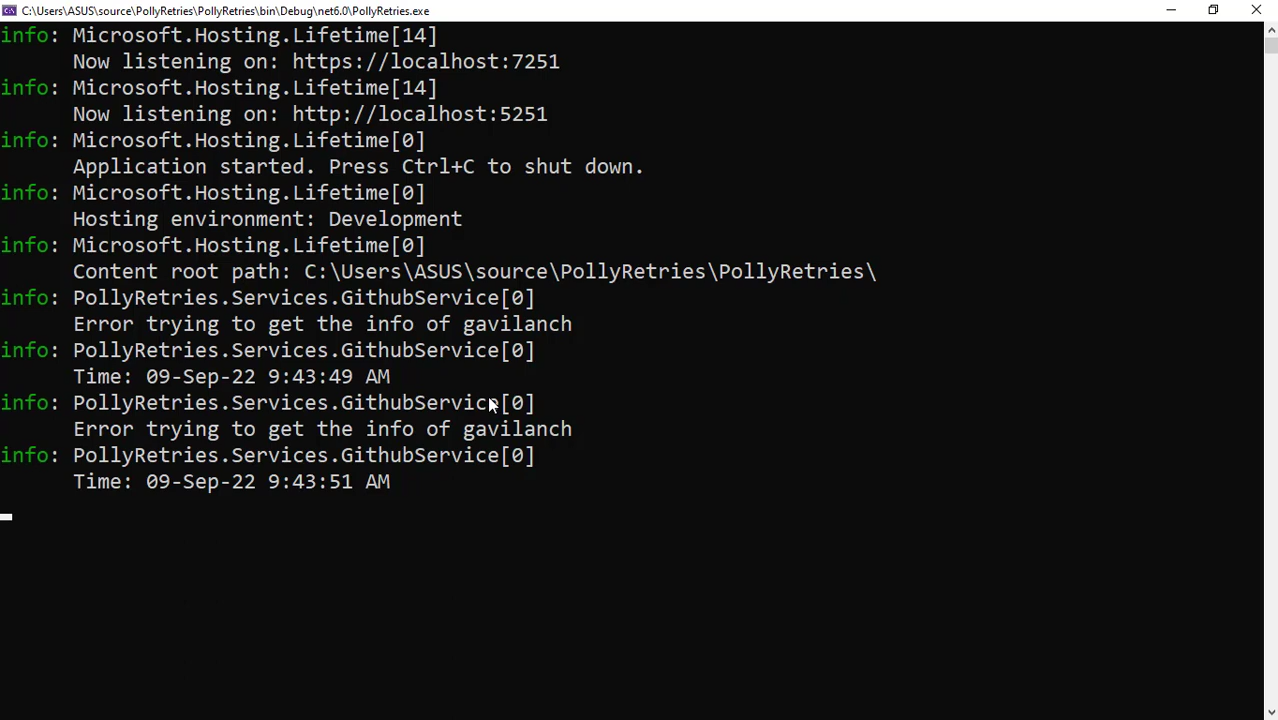 C:\Users\ASUS\source\PollyRetries\PollyRetries\bin\Debug\net6.0\PollyRetries.exe
info: Microsoft.Hosting.Lifetime[14]
Now listening on: https://localhost:7251
info: Microsoft.Hosting.Lifetime[14]
Now listening on: http://localhost:5251
info: Microsoft.Hosting.Lifetime[0]
Application started. Press Ctrl+C to shut down.
info: Microsoft.Hosting.Lifetime[0]
Hosting environment: Development
info: Microsoft.Hosting.Lifetime[0]
Content root path: C:\Users\ASUS\source\PollyRetries\PollyRetries\
info: PollyRetries.Services.GithubService[0]
Error trying to get the info of gavilanch
info: PollyRetries.Services.GithubService[0]
Time: 09-Sep-22 9:43:49 AM
info: PollyRetries.Services.GithubService[0]
Error trying to get the info of gavilanch
info: PollyRetries.Services.GithubService[0]
Time: 09-Sep-22 9:43:51 AM